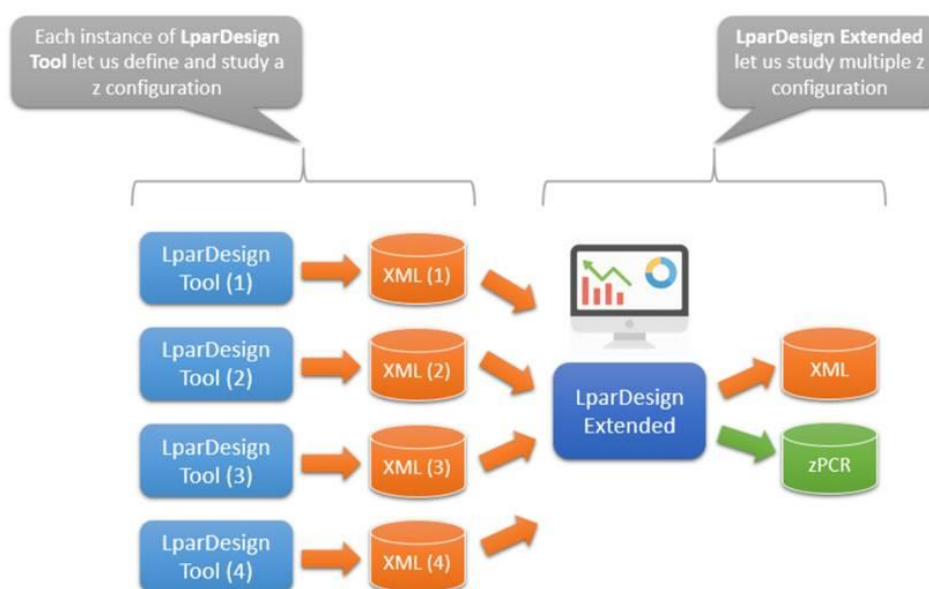 Each instance of LparDesign
Tool let us define and study a
z configuration
LparDesign Extended
let us study multiple z
configuration
LparDesign
Tool (1)
XML (1)
LparDesign
Tool (2)
XML (2)
LparDesign
Tool (3)
XML (3)
LparDesign
Tool (4)
XML (4)
LparDesign
Extended
XML
zPCR